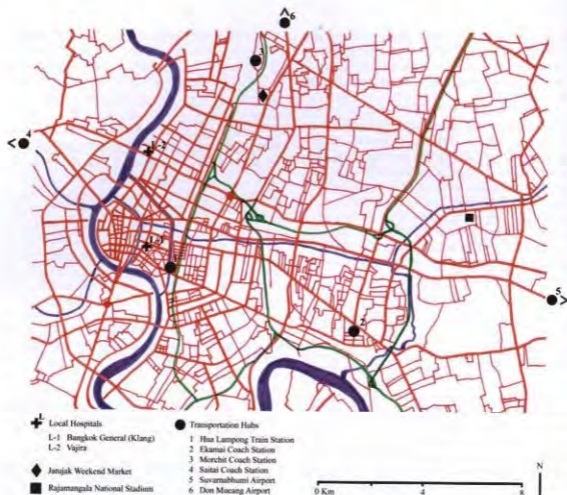 6
3
4
L-2
5
2
Local Hospitals
L-1 Bangkok General (Klang)
L-2 Vajira
Jatujak Weekend Market
Rajamangala National Stadium
Transportation Hubs
1 Hua Lampong Train Station
2 Ekamai Coach Station
3 Morchit Coach Station
4 Saitai Coach Station
5 Suvarnabhumi Airport
6 Don Mueang Airport
N
0 Km 4 8